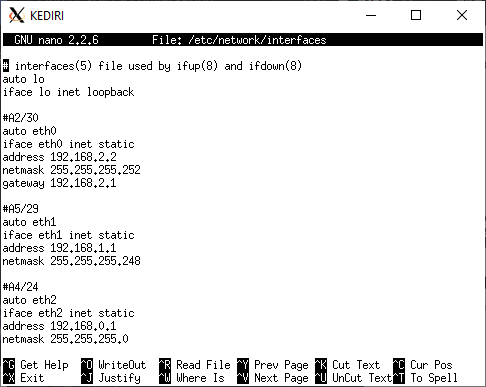 KEDIRI
GNU nano 2.2.6 File: /etc/network/interfaces
# interfaces(5) file used by ifup(8) and ifdown(8)
auto lo
iface lo inet loopback
#A2/30
auto eth0
iface eth0 inet static
address 192.168.2.2
netmask 255.255.255.252
gateway 192.168.2.1
#A5/29
auto eth1
iface eth1 inet static
address 192.168.1.1
netmask 255.255.255.248
#A4/24
auto eth2
iface eth2 inet static
address 192.168.0.1
netmask 255.255.255.0
^G Get Help ^O WriteOut ^R Read File ^Y Prev Page ^K Cut Text ^C Cur Pos
^X Exit ^J Justify ^W Where Is ^V Next Page ^U UnCut Text^T To Spell